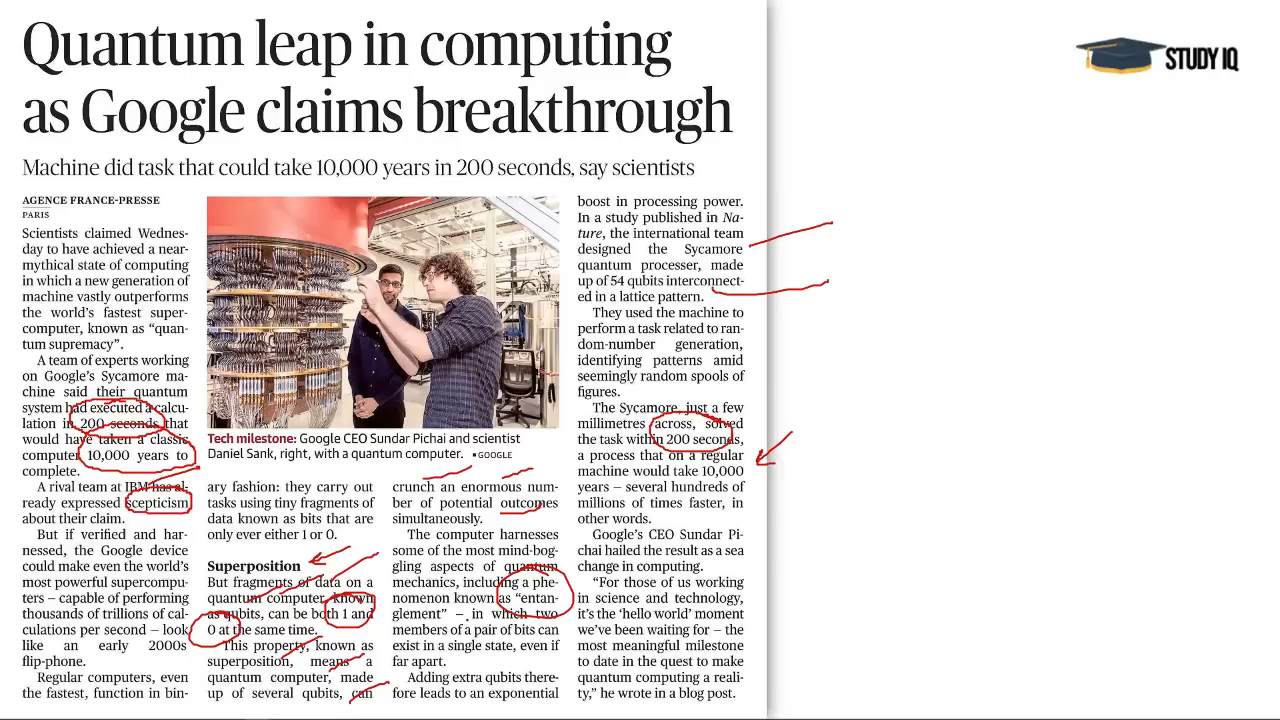 Quantum leap in computing
as Google claims breakthrough
Machine did task that could take 10,000 years in 200 seconds, say scientists
AGENCE FRANCE-PRESSE
PARIS
Scientists claimed Wednes-
day to have achieved a near-
mythical state of computing
in which a new generation of
machine vastly outperforms
the world's fastest super-
computer, known as “quan-
tum supremacy”.
A team of experts working
on Google's Sycamore ma-
chine said their quantum
system had executed a calcu-
lation in 200 seconds that
would have taken a classic
computer 10,000 years to
complete.
A rival team at IBM has al-
ready expressed scepticism
about their claim.
But if verified and har-
nessed, the Google device
could make even the world's
most powerful supercompu-
ters – capable of performing
thousands of trillions of cal-
culations per second – look
like an early 2000s
flip-phone.
Regular computers, even
the fastest, function in bin-
Tech milestone: Google CEO Sundar Pichai and scientist
Daniel Sank, right, with a quantum computer. ▪ GOOGLE
ary fashion: they carry out
tasks using tiny fragments of
data known as bits that are
only ever either 1 or 0.
Superposition
But fragments of data on a
quantum computer, known
as qubits, can be both 1 and
0 at the same time.
This property, known as
superposition, means a
quantum computer, made
up of several qubits, can
crunch an enormous num-
ber of potential outcomes
simultaneously.
The computer harnesses
some of the most mind-bog-
gling aspects of quantum
mechanics, including a phe-
nomenon known as “entan-
glement” – in which two
members of a pair of bits can
exist in a single state, even if
far apart.
Adding extra qubits there-
fore leads to an exponential
boost in processing power.
In a study published in Na-
ture, the international team
designed the Sycamore
quantum processer, made
up of 54 qubits interconnect-
ed in a lattice pattern.
They used the machine to
perform a task related to ran-
dom-number generation,
identifying patterns amid
seemingly random spools of
figures.
The Sycamore, just a few
millimetres across, solved
the task within 200 seconds,
a process that on a regular
machine would take 10,000
years – several hundreds of
millions of times faster, in
other words.
Google's CEO Sundar Pi-
chai hailed the result as a sea
change in computing.
“For those of us working
in science and technology,
it's the ‘hello world’ moment
we've been waiting for – the
most meaningful milestone
to date in the quest to make
quantum computing a reali-
ty,” he wrote in a blog post.
STUDY IQ